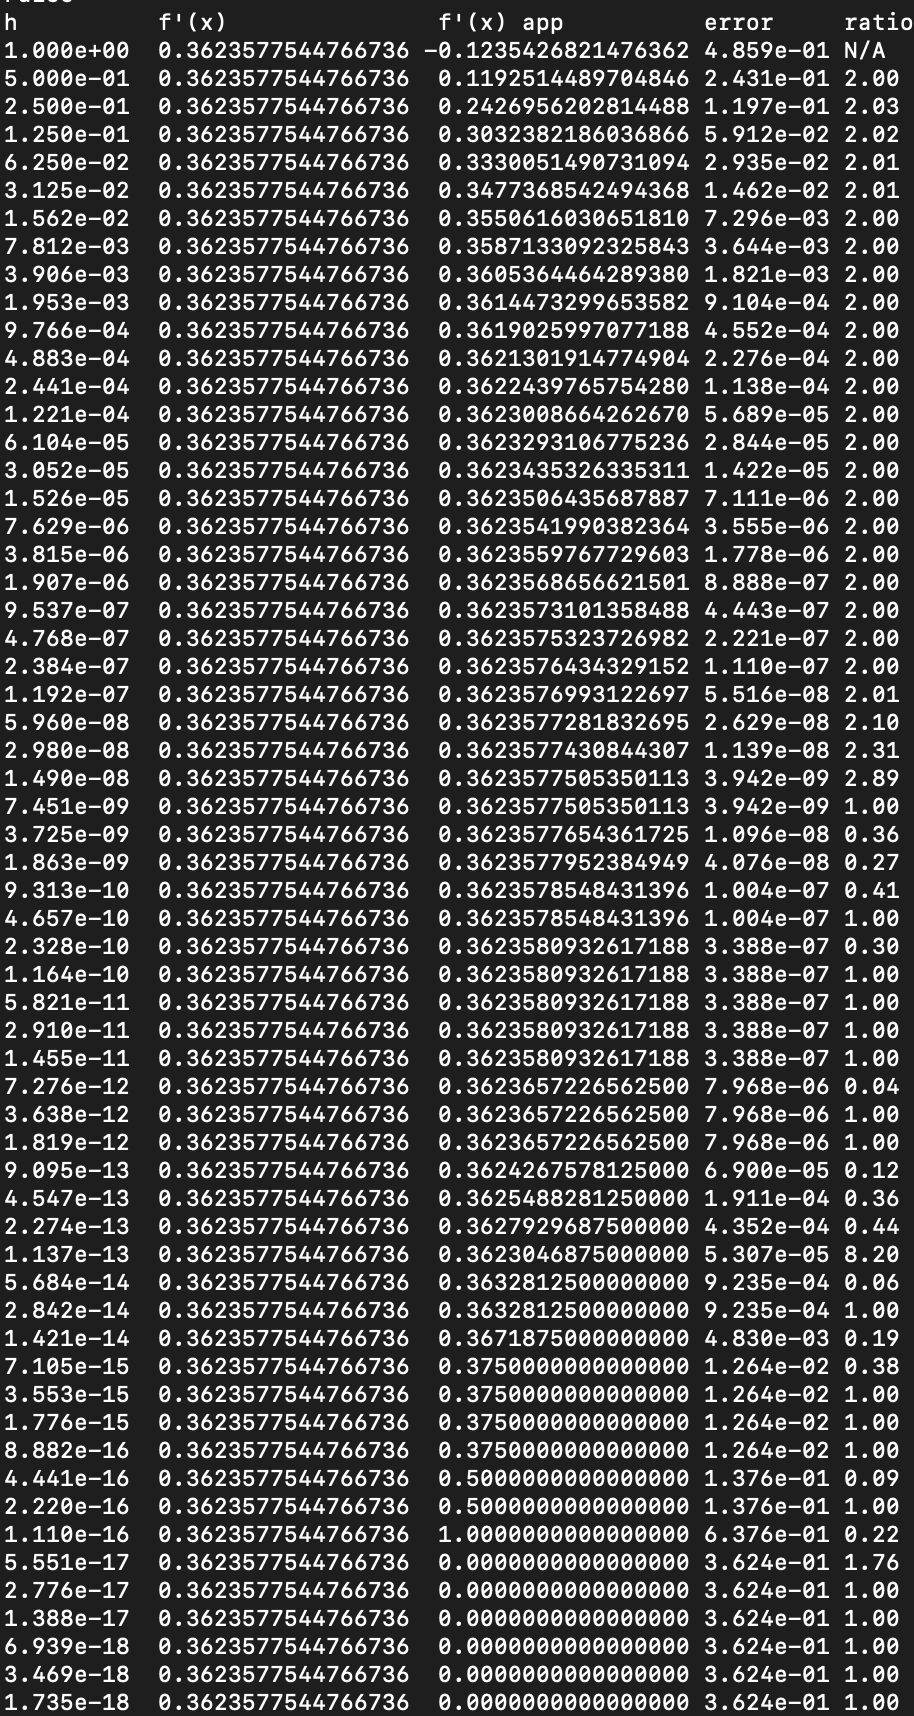 h f'(x) f'(x) app error ratio
1.000e+00 0.3623577544766736 −0.1235426821476362 4.859e−01 N/A
5.000e−01 0.3623577544766736 0.1192514489704846 2.431e−01 2.00
2.500e−01 0.3623577544766736 0.2426956202814488 1.197e−01 2.03
1.250e−01 0.3623577544766736 0.3032382186036866 5.912e−02 2.02
6.250e−02 0.3623577544766736 0.3330051490731094 2.935e−02 2.01
3.125e−02 0.3623577544766736 0.3477368542494368 1.462e−02 2.01
1.562e−02 0.3623577544766736 0.3550616030651810 7.296e−03 2.00
7.812e−03 0.3623577544766736 0.3587133092325843 3.644e−03 2.00
3.906e−03 0.3623577544766736 0.3605364464289380 1.821e−03 2.00
1.953e−03 0.3623577544766736 0.3614473299653582 9.104e−04 2.00
9.766e−04 0.3623577544766736 0.3619025997077188 4.552e−04 2.00
4.883e−04 0.3623577544766736 0.3621301914774904 2.276e−04 2.00
2.441e−04 0.3623577544766736 0.3622439765754280 1.138e−04 2.00
1.221e−04 0.3623577544766736 0.3623008664262670 5.689e−05 2.00
6.104e−05 0.3623577544766736 0.3623293106775236 2.844e−05 2.00
3.052e−05 0.3623577544766736 0.3623435326335311 1.422e−05 2.00
1.526e−05 0.3623577544766736 0.3623506435687887 7.111e−06 2.00
7.629e−06 0.3623577544766736 0.3623541990382364 3.555e−06 2.00
3.815e−06 0.3623577544766736 0.3623559767729603 1.778e−06 2.00
1.907e−06 0.3623577544766736 0.3623568656621501 8.888e−07 2.00
9.537e−07 0.3623577544766736 0.3623573101358488 4.443e−07 2.00
4.768e−07 0.3623577544766736 0.3623575323726982 2.221e−07 2.00
2.384e−07 0.3623577544766736 0.3623576434329152 1.110e−07 2.00
1.192e−07 0.3623577544766736 0.3623576993122697 5.516e−08 2.01
5.960e−08 0.3623577544766736 0.3623577281832695 2.629e−08 2.10
2.980e−08 0.3623577544766736 0.3623577430844307 1.139e−08 2.31
1.490e−08 0.3623577544766736 0.3623577505350113 3.942e−09 2.89
7.451e−09 0.3623577544766736 0.3623577505350113 3.942e−09 1.00
3.725e−09 0.3623577544766736 0.3623577654361725 1.096e−08 0.36
1.863e−09 0.3623577544766736 0.3623577952384949 4.076e−08 0.27
9.313e−10 0.3623577544766736 0.3623578548431396 1.004e−07 0.41
4.657e−10 0.3623577544766736 0.3623578548431396 1.004e−07 1.00
2.328e−10 0.3623577544766736 0.3623580932617188 3.388e−07 0.30
1.164e−10 0.3623577544766736 0.3623580932617188 3.388e−07 1.00
5.821e−11 0.3623577544766736 0.3623580932617188 3.388e−07 1.00
2.910e−11 0.3623577544766736 0.3623580932617188 3.388e−07 1.00
1.455e−11 0.3623577544766736 0.3623580932617188 3.388e−07 1.00
7.276e−12 0.3623577544766736 0.3623657226562500 7.968e−06 0.04
3.638e−12 0.3623577544766736 0.3623657226562500 7.968e−06 1.00
1.819e−12 0.3623577544766736 0.3623657226562500 7.968e−06 1.00
9.095e−13 0.3623577544766736 0.3624267578125000 6.900e−05 0.12
4.547e−13 0.3623577544766736 0.3625488281250000 1.911e−04 0.36
2.274e−13 0.3623577544766736 0.3627929687500000 4.352e−04 0.44
1.137e−13 0.3623577544766736 0.3623046875000000 5.307e−05 8.20
5.684e−14 0.3623577544766736 0.3632812500000000 9.235e−04 0.06
2.842e−14 0.3623577544766736 0.3632812500000000 9.235e−04 1.00
1.421e−14 0.3623577544766736 0.3671875000000000 4.830e−03 0.19
7.105e−15 0.3623577544766736 0.3750000000000000 1.264e−02 0.38
3.553e−15 0.3623577544766736 0.3750000000000000 1.264e−02 1.00
1.776e−15 0.3623577544766736 0.3750000000000000 1.264e−02 1.00
8.882e−16 0.3623577544766736 0.3750000000000000 1.264e−02 1.00
4.441e−16 0.3623577544766736 0.5000000000000000 1.376e−01 0.09
2.220e−16 0.3623577544766736 0.5000000000000000 1.376e−01 1.00
1.110e−16 0.3623577544766736 1.0000000000000000 6.376e−01 0.22
5.551e−17 0.3623577544766736 0.0000000000000000 3.624e−01 1.76
2.776e−17 0.3623577544766736 0.0000000000000000 3.624e−01 1.00
1.388e−17 0.3623577544766736 0.0000000000000000 3.624e−01 1.00
6.939e−18 0.3623577544766736 0.0000000000000000 3.624e−01 1.00
3.469e−18 0.3623577544766736 0.0000000000000000 3.624e−01 1.00
1.735e−18 0.3623577544766736 0.0000000000000000 3.624e−01 1.00